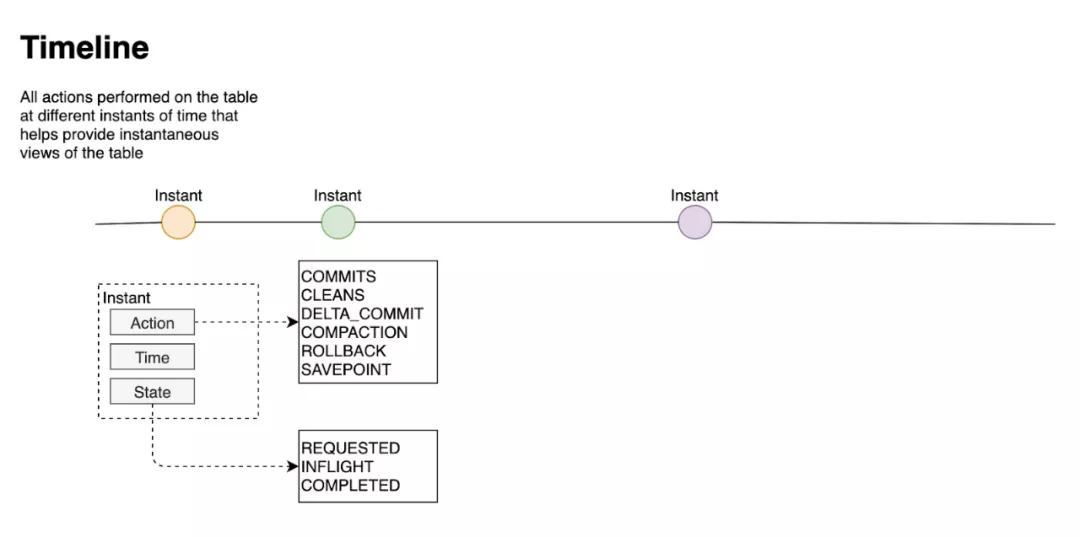 Timeline
All actions performed on the table
at different instants of time that
helps provide instantaneous
views of the table
Instant
Instant
Instant
Instant
Action
Time
State
COMMITS
CLEANS
DELTA_COMMIT
COMPACTION
ROLLBACK
SAVEPOINT
REQUESTED
INFLIGHT
COMPLETED